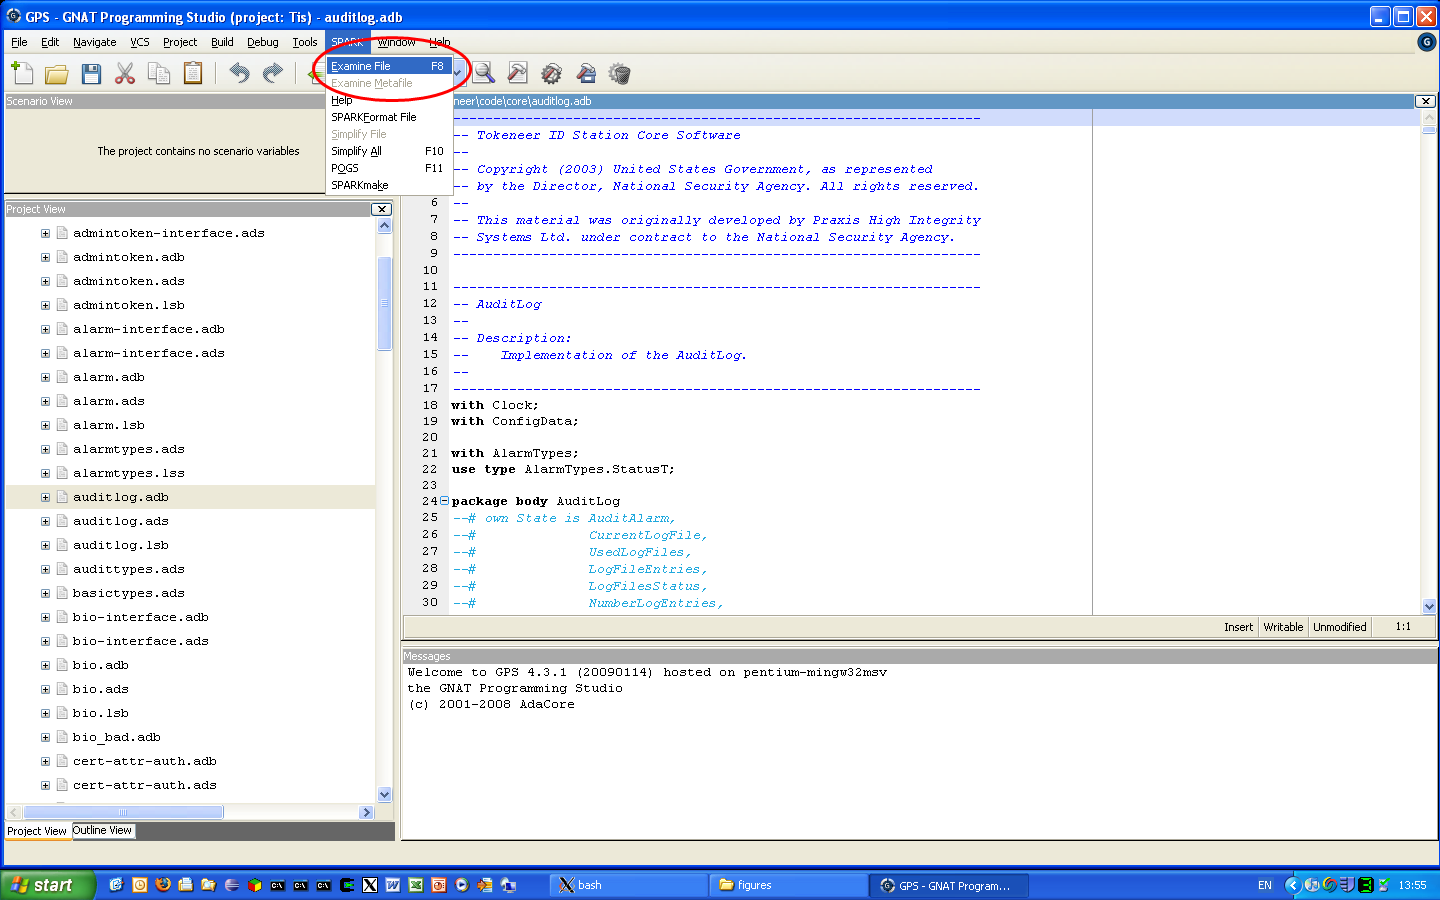 GPS - GNAT Programming Studio (project: Tis) - auditlog.adb
File Edit Navigate VCS Project Build Debug Tools SPARK Window Help
Examine File F8
Examine Metafile
Help
SPARKFormat File
Simplify File
Simplify All F10
POGS F11
SPARKmake
Scenario View
The project contains no scenario variables
Project View
admintoken-interface.ads
admintoken.adb
admintoken.ads
admintoken.lsb
alarm-interface.adb
alarm-interface.ads
alarm.adb
alarm.ads
alarm.lsb
alarmtypes.ads
alarmtypes.lss
auditlog.adb
auditlog.ads
auditlog.lsb
audittypes.ads
basictypes.ads
bio-interface.adb
bio-interface.ads
bio.adb
bio.ads
bio.lsb
bio_bad.adb
cert-attr-auth.adb
cert-attr-auth.ads
Project View Outline View
neer\code\core\auditlog.adb
------------------------------------------------------------------
-- Tokeneer ID Station Core Software
--
-- Copyright (2003) United States Government, as represented
-- by the Director, National Security Agency. All rights reserved.
6 --
7 -- This material was originally developed by Praxis High Integrity
8 -- Systems Ltd. under contract to the National Security Agency.
9 ------------------------------------------------------------------
10
11 ------------------------------------------------------------------
12 -- AuditLog
13 --
14 -- Description:
15 --    Implementation of the AuditLog.
16 --
17 ------------------------------------------------------------------
18 with Clock;
19 with ConfigData;
20
21 with AlarmTypes;
22 use type AlarmTypes.StatusT;
23
24 package body AuditLog
25 --# own State is AuditAlarm,
26 --#              CurrentLogFile,
27 --#              UsedLogFiles,
28 --#              LogFileEntries,
29 --#              LogFilesStatus,
30 --#              NumberLogEntries,
Insert Writable Unmodified 1:1
Messages
Welcome to GPS 4.3.1 (20090114) hosted on pentium-mingw32msv
the GNAT Programming Studio
(c) 2001-2008 AdaCore
start bash figures GPS - GNAT Program... EN 13:55